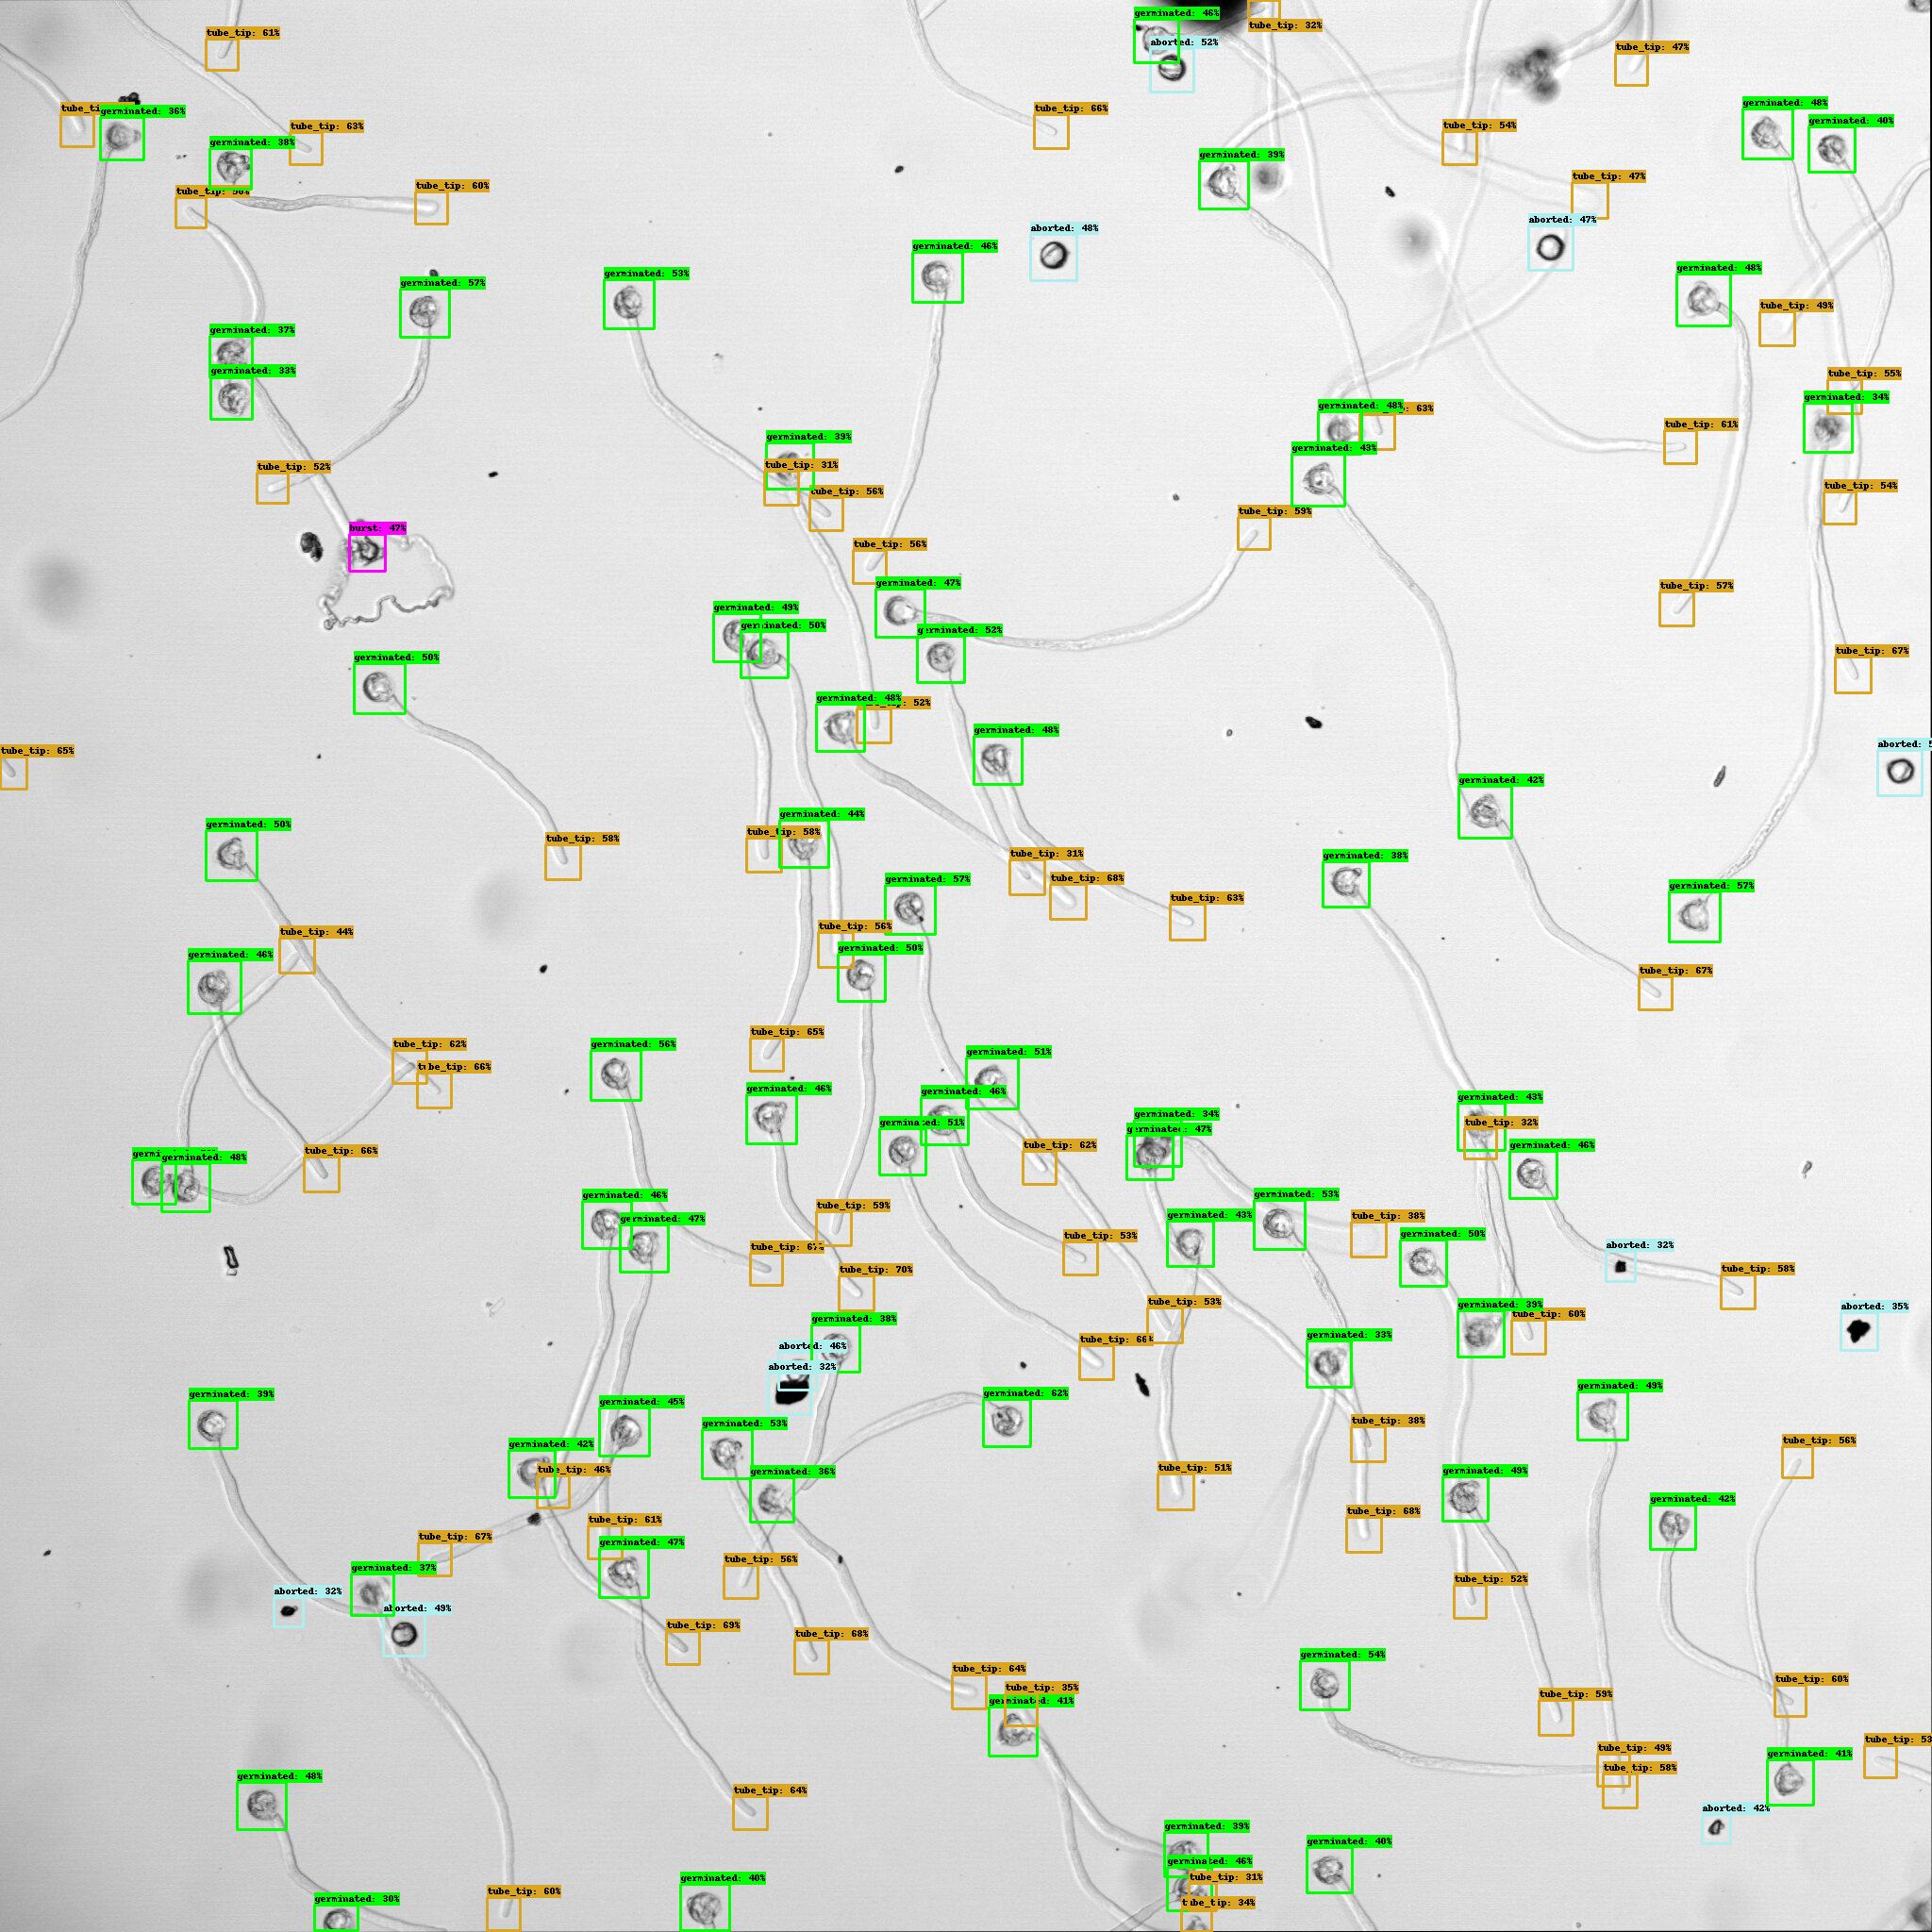 germinated: 46%
tube_tip: 32%
tube_tip: 61%
aborted: 52%
tube_tip: 47%
germinated: 48%
tube_tip: 66%
germinated: 36%
germinated: 40%
tube_tip: 63%
tube_tip: 54%
germinated: 38%
germinated: 39%
tube_tip: 47%
tube_tip: 60%
aborted: 47%
aborted: 48%
germinated: 46%
germinated: 48%
germinated: 53%
germinated: 57%
tube_tip: 49%
germinated: 37%
germinated: 33%
tube_tip: 55%
germinated: 34%
germinated: 48%
63%
tube_tip: 61%
germinated: 39%
germinated: 43%
tube_tip: 52%
tube_tip: 31%
tube_tip: 56%
tube_tip: 54%
tube_tip: 59%
burst: 47%
tube_tip: 56%
germinated: 47%
tube_tip: 57%
germinated: 49%
germinated: 50%
germinated: 52%
tube_tip: 67%
germinated: 50%
germinated: 48%
52%
germinated: 48%
tube_tip: 65%
aborted:
germinated: 42%
germinated: 44%
germinated: 50%
tube_tip: 58%
tube_tip: 58%
tube_tip: 31%
germinated: 38%
tube_tip: 68%
germinated: 57%
germinated: 57%
tube_tip: 63%
tube_tip: 56%
tube_tip: 44%
germinated: 50%
germinated: 46%
tube_tip: 67%
tube_tip: 65%
tube_tip: 62%
germinated: 56%
germinated: 51%
tube_tip: 66%
germinated: 46%
germinated: 46%
germinated: 43%
germinated: 34%
51%
tube_tip: 32%
germinated: 47%
tube_tip: 62%
germinated: 46%
tube_tip: 66%
germinated: 48%
germinated: 46%
germinated: 53%
tube_tip: 59%
germinated: 47%
germinated: 43%
tube_tip: 38%
germinated: 50%
tube_tip: 53%
aborted: 32%
tube_tip:
tube_tip: 70%
tube_tip: 58%
tube_tip: 53%
germinated: 39%
aborted: 35%
tube_tip: 60%
germinated: 38%
germinated: 33%
tube_tip: 66%
aborted: 46%
aborted: 32%
germinated: 49%
germinated: 39%
germinated: 62%
germinated: 45%
germinated: 53%
tube_tip: 38%
tube_tip: 56%
germinated: 42%
tube_tip: 46%
germinated: 36%
tube_tip: 51%
germinated: 49%
germinated: 42%
tube_tip: 68%
tube_tip: 61%
tube_tip: 67%
germinated: 47%
tube_tip: 56%
germinated: 37%
tube_tip: 52%
aborted: 32%
aborted: 49%
tube_tip: 69%
tube_tip: 68%
germinated: 54%
tube_tip: 64%
tube_tip: 60%
tube_tip: 35%
germinated: 41%
tube_tip: 59%
tube_tip: 53
tube_tip: 49%
germinated: 41%
tube_tip: 58%
germinated: 48%
tube_tip: 64%
aborted: 42%
germinated: 39%
germinated: 40%
germinated: 46%
tube_tip: 31%
germinated: 40%
tube_tip: 60%
germinated: 30%
tube_tip: 34%